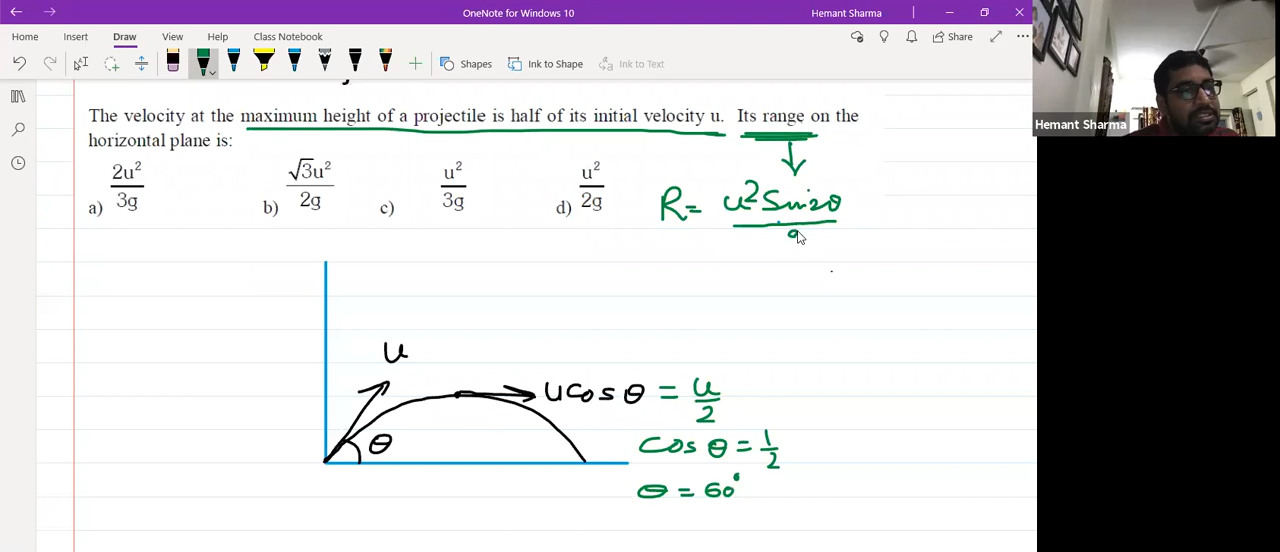 OneNote for Windows 10
Hemant Sharma
Home Insert Draw View Help Class Notebook
Share
Shapes Ink to Shape Ink to Text
Hemant Sharma
The velocity at the maximum height of a projectile is half of its initial velocity u. Its range on the
horizontal plane is:
a) 2u²/3g b) √3u²/2g c) u²/3g d) u²/2g
R = u² Sin2θ / g
u
u cos θ = u/2
θ
cos θ = 1/2
θ = 60°